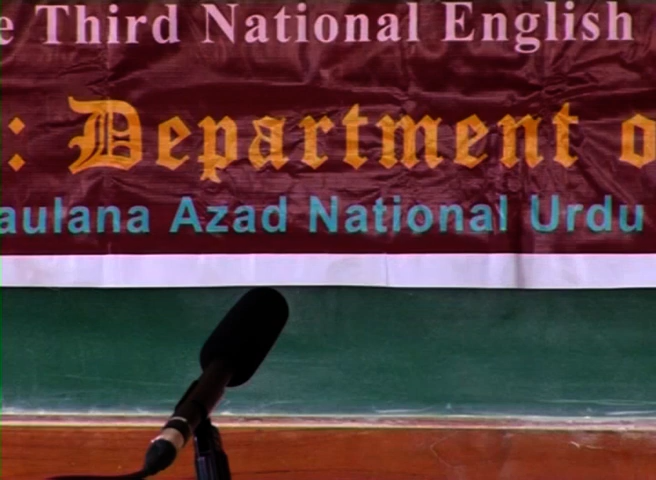 e Third National English
: Department o
aulana Azad National Urdu